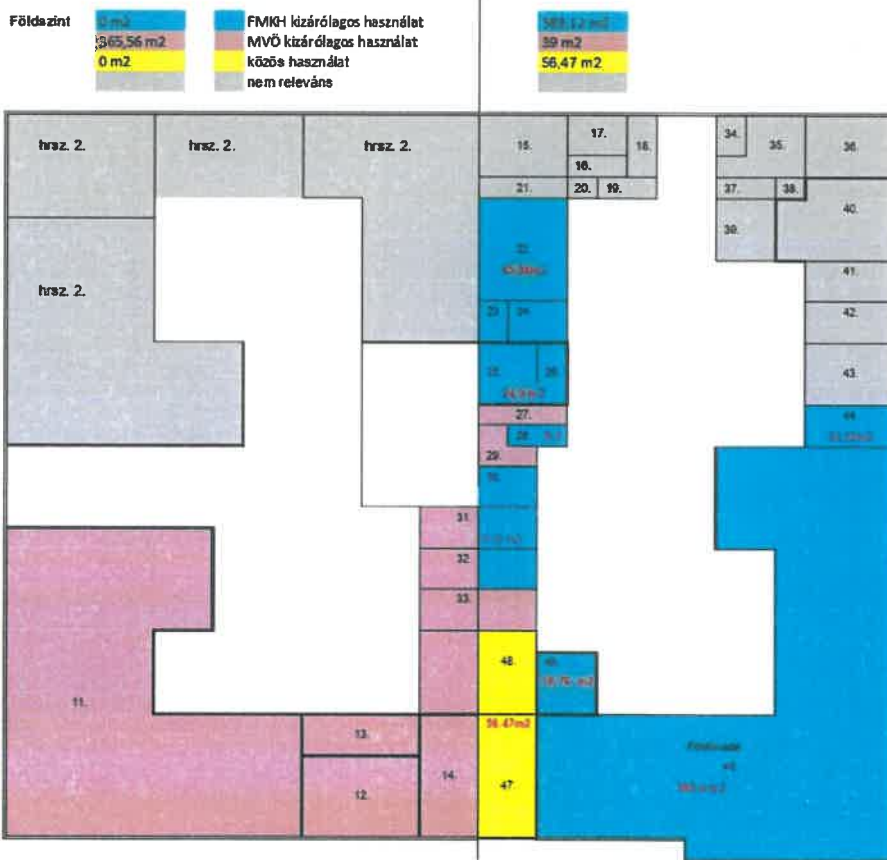 Földszint 0 m2 FMKH kizárólagos használat
365,56 m2 MVÖ kizárólagos használat 39 m2
0 m2 közös használat 56,47 m2
nem releváns
hrsz. 2. hrsz. 2. hrsz. 2. 15. 17. 18. 34. 35. 36.
16.
21. 20. 19. 37. 38.
39. 40.
22.
hrsz. 2. 41.
23. 24. 42.
25. 26. 43.
27. 44.
28.
29.
30.
31.
32.
33.
48.
11.
13. 56.47m2
14.
12. 47.